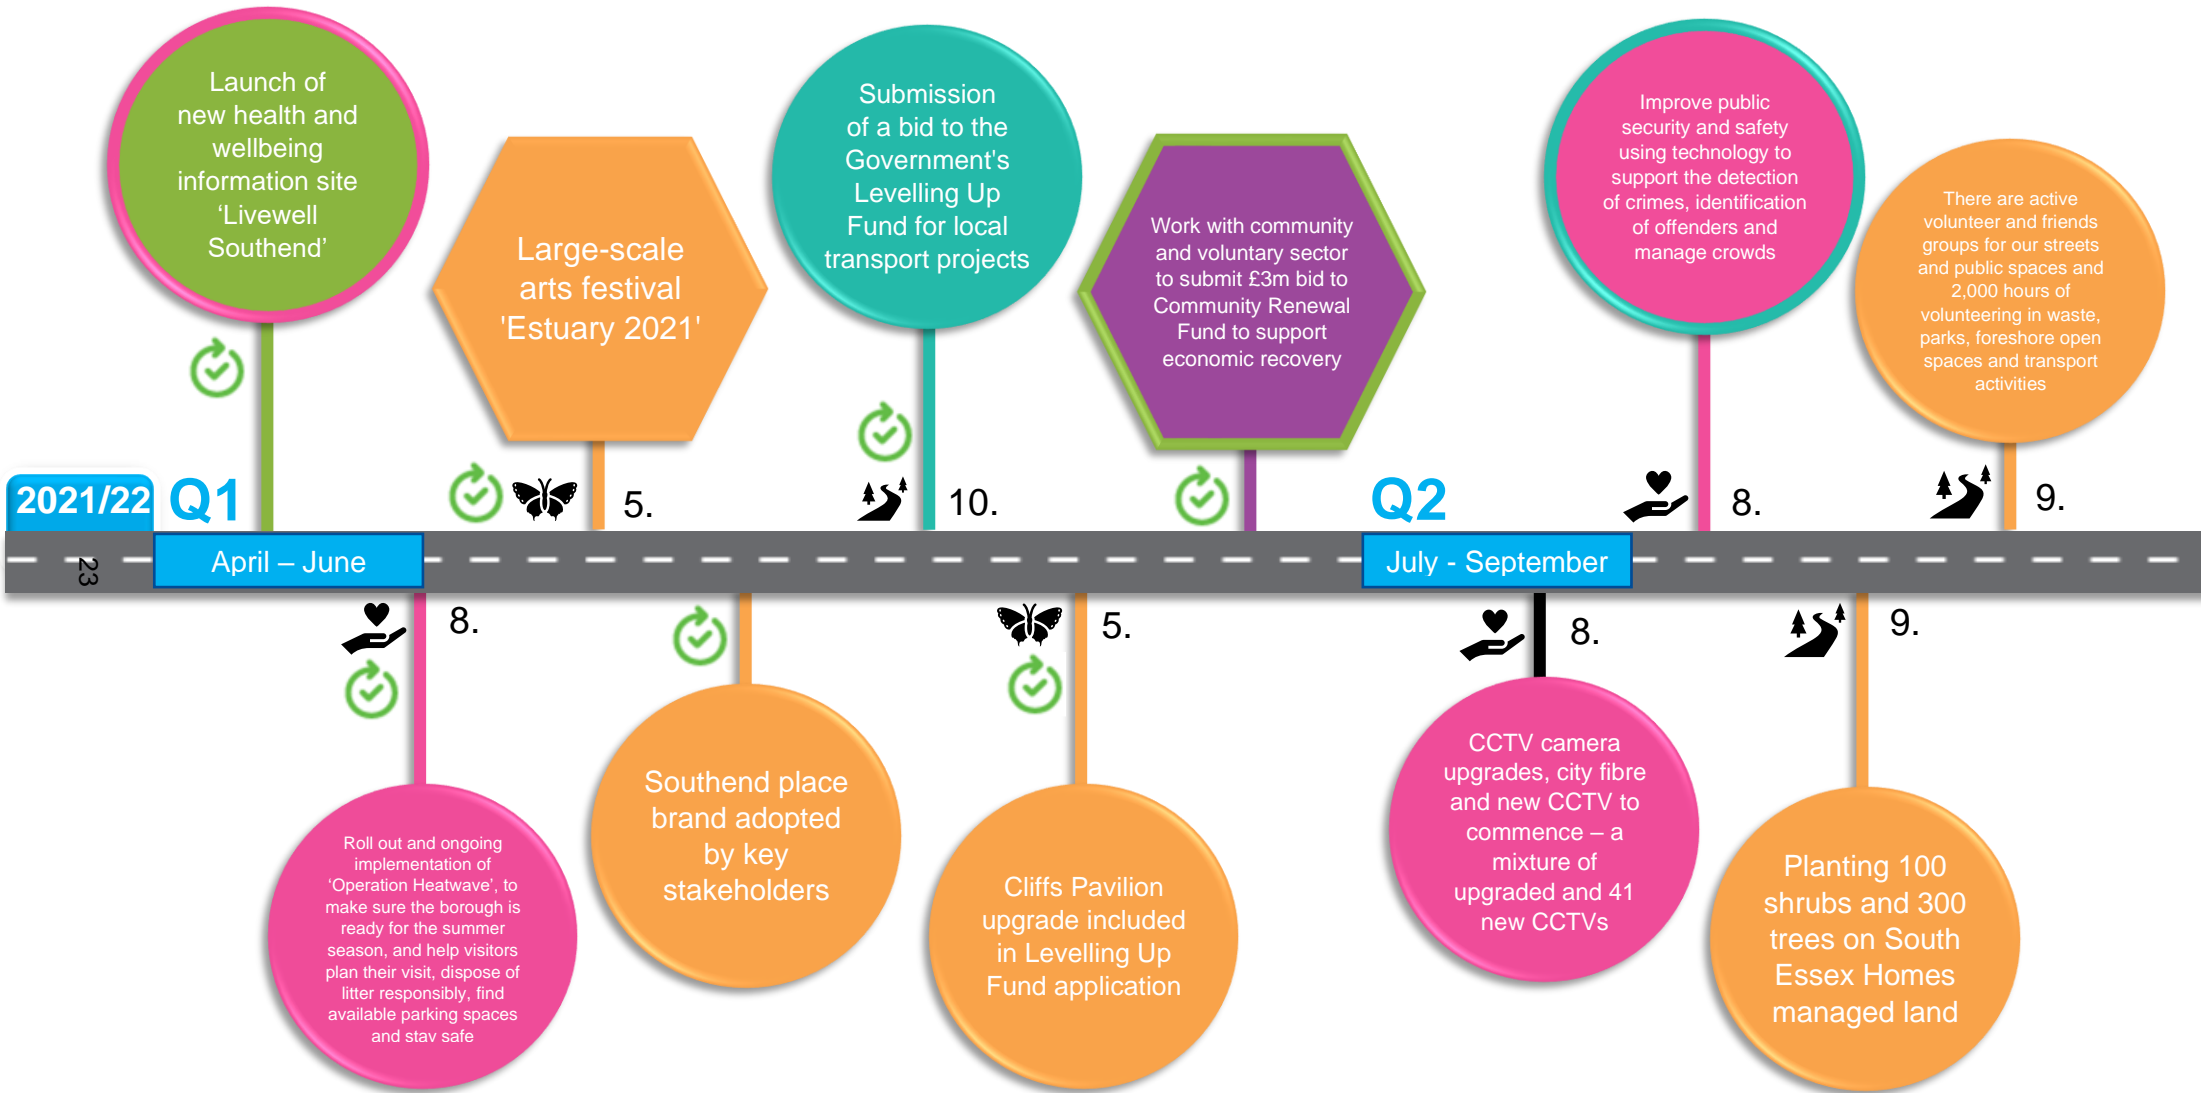 Launch of
new health and
wellbeing
information site
‘Livewell
Southend’
Large-scale
arts festival
'Estuary 2021'
Submission
of a bid to the
Government's
Levelling Up
Fund for local
transport projects
Work with community
and voluntary sector
to submit £3m bid to
Community Renewal
Fund to support
economic recovery
Improve public
security and safety
using technology to
support the detection
of crimes, identification
of offenders and
manage crowds
There are active
volunteer and friends
groups for our streets
and public spaces and
2,000 hours of
volunteering in waste,
parks, foreshore open
spaces and transport
activities
2021/22
Q1
5.
10.
Q2
8.
9.
23
April – June
July - September
8.
5.
8.
9.
Roll out and ongoing
implementation of
‘Operation Heatwave’, to
make sure the borough is
ready for the summer
season, and help visitors
plan their visit, dispose of
litter responsibly, find
available parking spaces
and stay safe
Southend place
brand adopted
by key
stakeholders
Cliffs Pavilion
upgrade included
in Levelling Up
Fund application
CCTV camera
upgrades, city fibre
and new CCTV to
commence – a
mixture of
upgraded and 41
new CCTVs
Planting 100
shrubs and 300
trees on South
Essex Homes
managed land